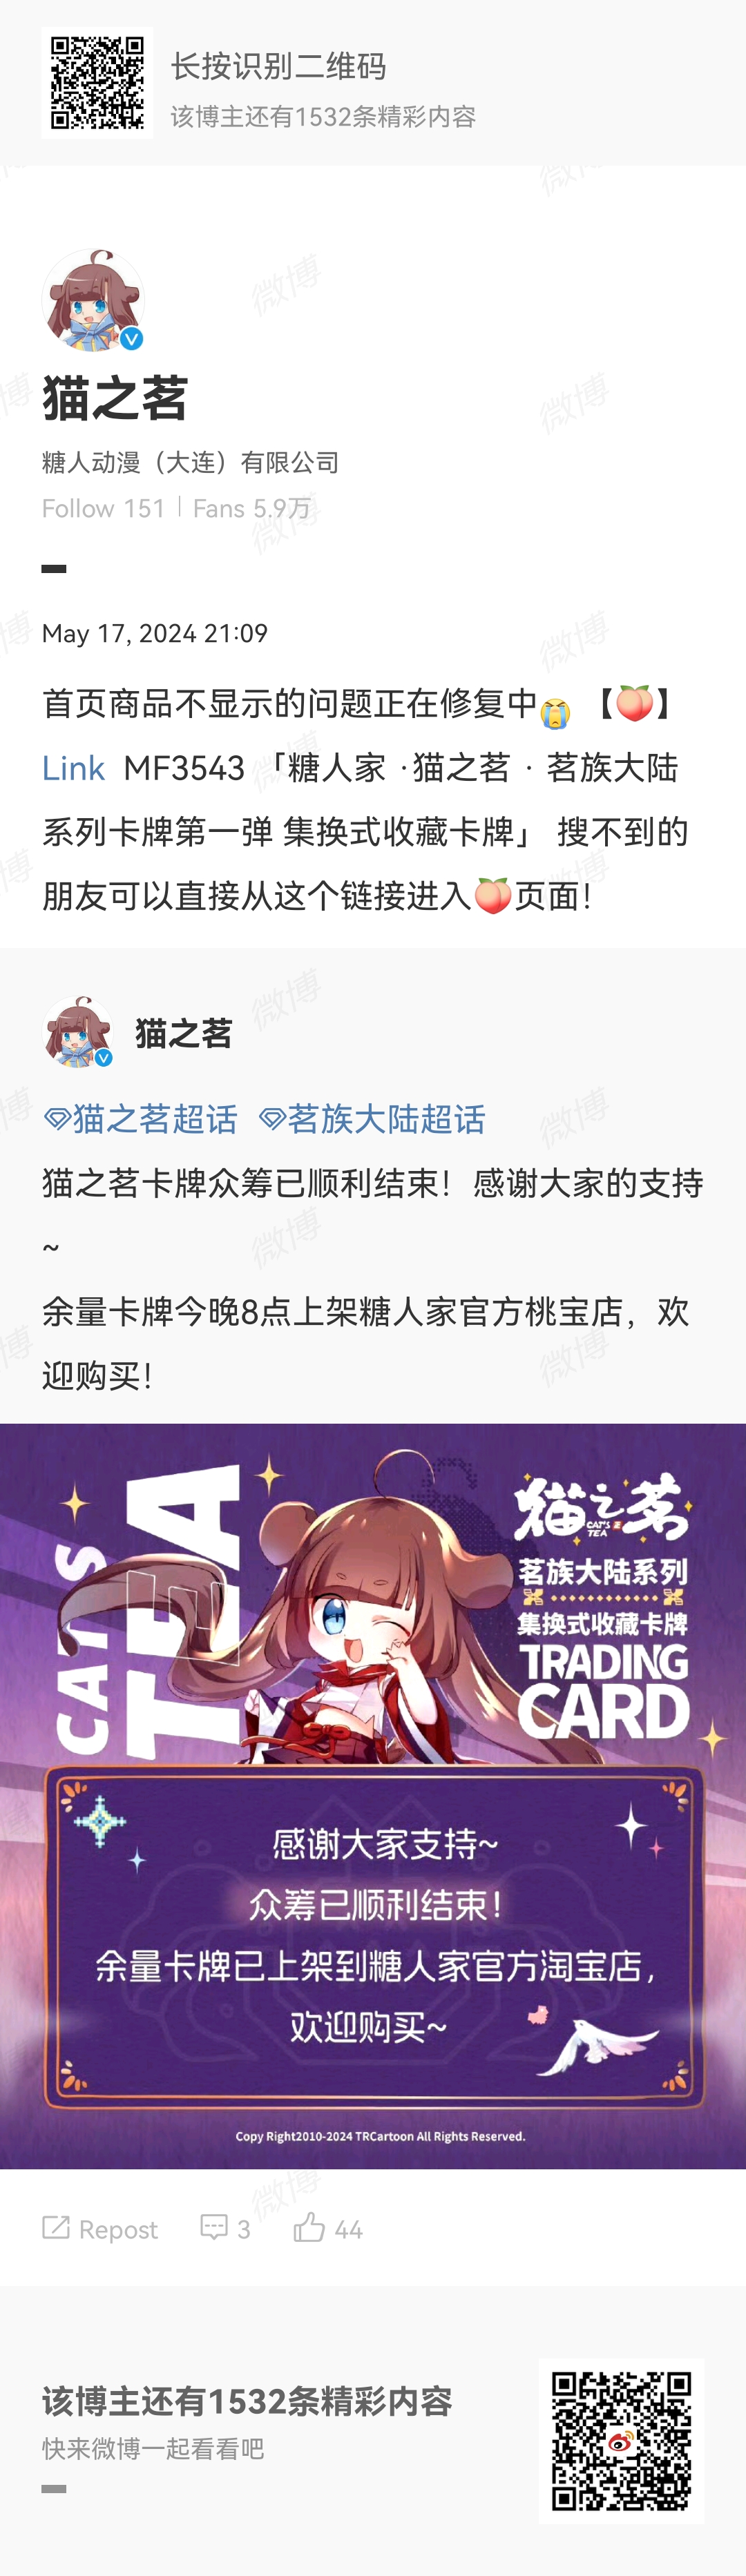 长按识别二维码
该博主还有1532条精彩内容
猫之茗
糖人动漫（大连）有限公司
Follow 151 | Fans 5.9万
May 17, 2024 21:09
首页商品不显示的问题正在修复中😭 【🍑】
Link MF3543 「糖人家 ·猫之茗 · 茗族大陆
系列卡牌第一弹 集换式收藏卡牌」 搜不到的
朋友可以直接从这个链接进入🍑页面！
猫之茗
猫之茗超话 茗族大陆超话
猫之茗卡牌众筹已顺利结束！感谢大家的支持
~
余量卡牌今晚8点上架糖人家官方桃宝店，欢
迎购买！
CAT'S
TEA
猫之茗
CAT'S TEA
茗族大陆系列
集换式收藏卡牌
TRADING
CARD
感谢大家支持~
众筹已顺利结束！
余量卡牌已上架到糖人家官方淘宝店，
欢迎购买~
Copy Right2010-2024 TRCartoon All Rights Reserved.
Repost 3 44
该博主还有1532条精彩内容
快来微博一起看看吧
微博